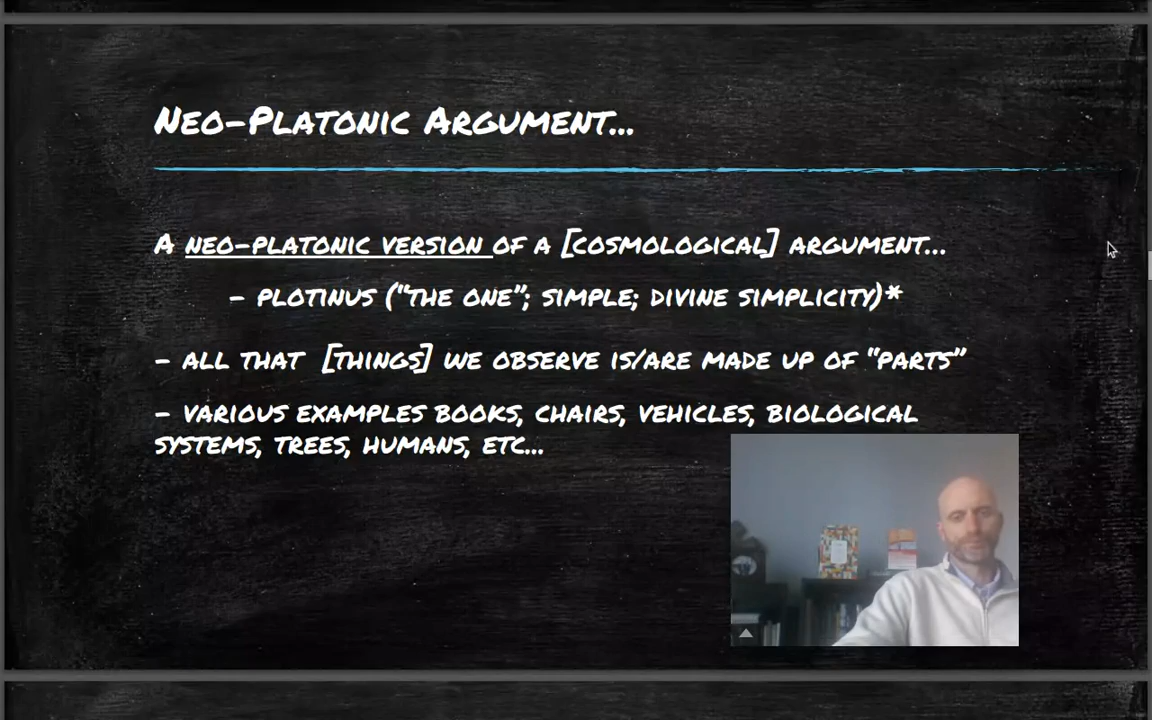 Neo-Platonic Argument...
A neo-platonic version of a [cosmological] argument...
- Plotinus ("the One"; simple; divine simplicity)*
- All that [things] we observe is/are made up of "parts"
- various examples books, chairs, vehicles, biological
systems, trees, humans, etc...